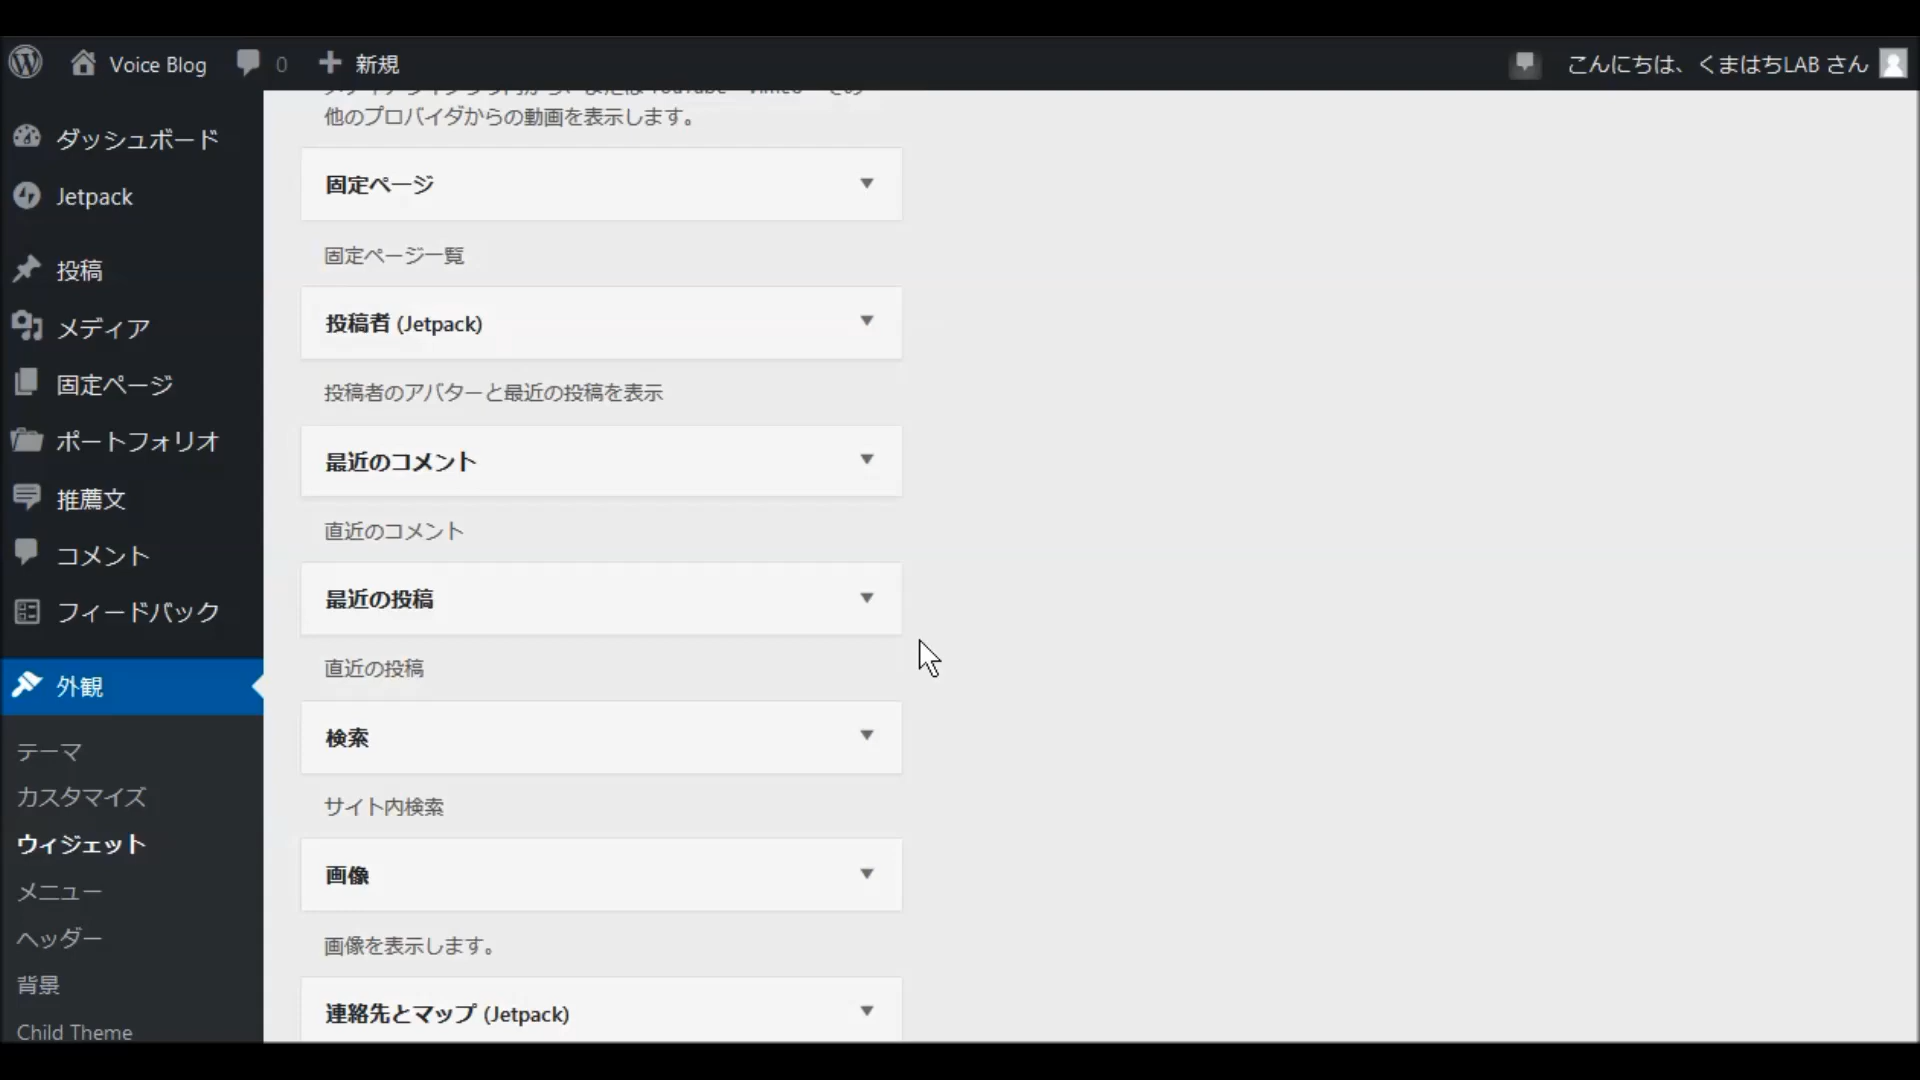 Voice Blog
0
新規
こんにちは、くまはちLAB さん
ダッシュボード
Jetpack
投稿
メディア
固定ページ
ポートフォリオ
推薦文
コメント
フィードバック
外観
テーマ
カスタマイズ
ウィジェット
メニュー
ヘッダー
背景
Child Theme
他のプロバイダからの動画を表示します。
固定ページ
固定ページ一覧
投稿者 (Jetpack)
投稿者のアバターと最近の投稿を表示
最近のコメント
直近のコメント
最近の投稿
直近の投稿
検索
サイト内検索
画像
画像を表示します。
連絡先とマップ (Jetpack)